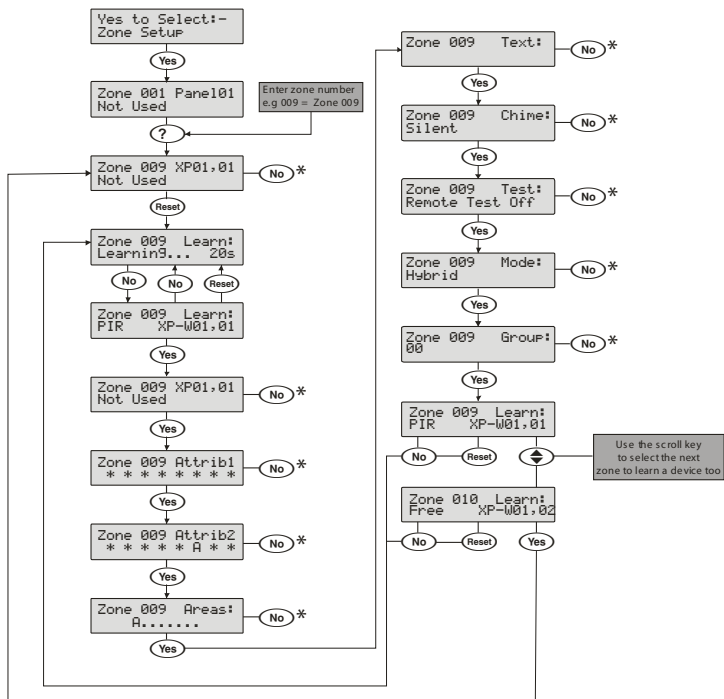 Yes to Select:-
Zone Setup
Yes
Zone 001 Panel01
Not Used
Enter zone number
e.g 009 = Zone 009
?
Zone 009 XP01,01
Not Used
No *
Reset
Zone 009 Learn:
Learning... 20s
No
No
Reset
Zone 009 Learn:
PIR XP-W01,01
Yes
Zone 009 XP01,01
Not Used
No *
Yes
Zone 009 Attrib1
* * * * * * * *
No *
Yes
Zone 009 Attrib2
* * * * * A * *
No *
Yes
Zone 009 Areas:
A.......
No *
Yes
Zone 009 Text:
No *
Yes
Zone 009 Chime:
Silent
No *
Yes
Zone 009 Test:
Remote Test Off
No *
Yes
Zone 009 Mode:
Hybrid
No *
Yes
Zone 009 Group:
00
No *
Yes
Zone 009 Learn:
PIR XP-W01,01
No
Reset
Use the scroll key
to select the next
zone to learn a device too
Zone 010 Learn:
Free XP-W01,02
No
Reset
Yes